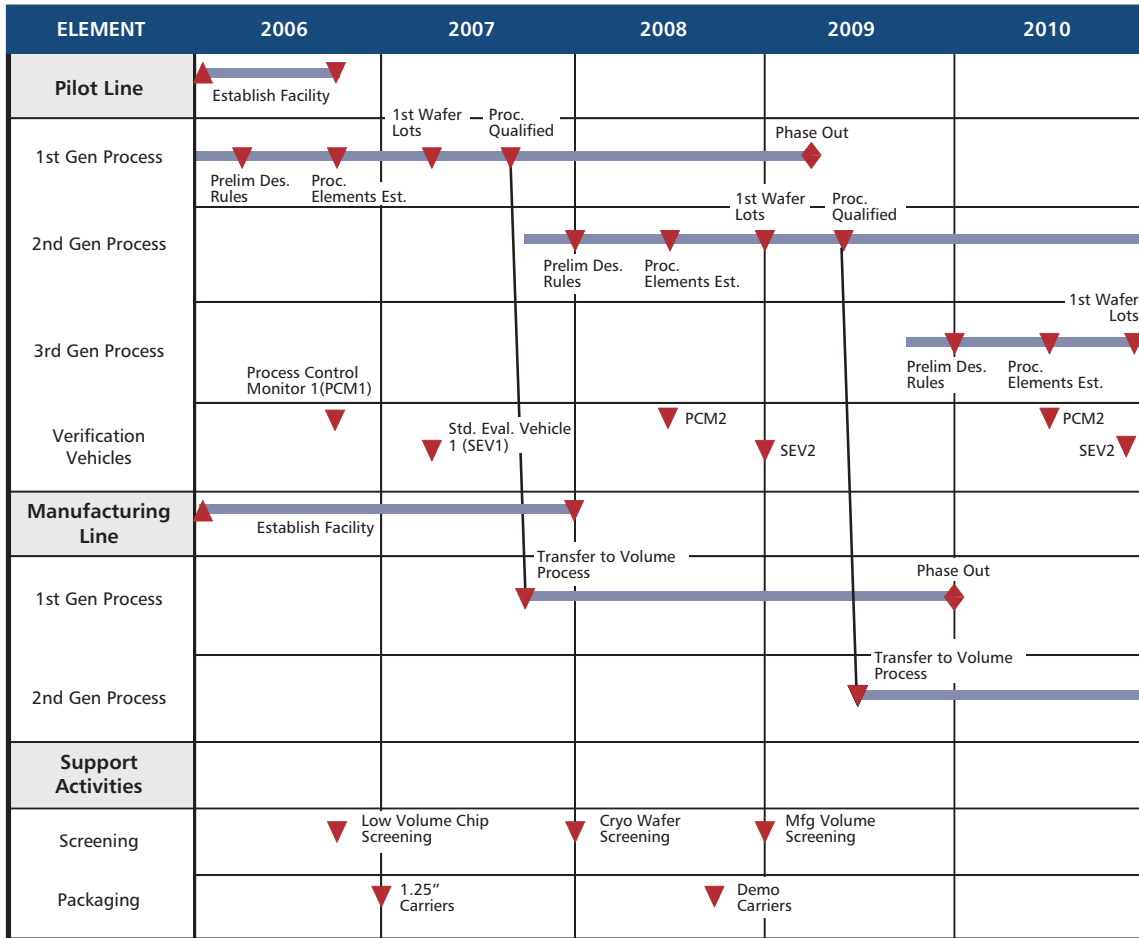 ELEMENT 2006 2007 2008 2009 2010
Pilot Line
Establish Facility
1st Gen Process
1st Wafer
Lots
Proc.
Qualified
Phase Out
Prelim Des.
Rules
Proc.
Elements Est.
2nd Gen Process
1st Wafer
Lots
Proc.
Qualified
Prelim Des.
Rules
Proc.
Elements Est.
3rd Gen Process
1st Wafer
Lots
Prelim Des.
Rules
Proc.
Elements Est.
Verification
Vehicles
Process Control
Monitor 1(PCM1)
Std. Eval. Vehicle
1 (SEV1)
PCM2
SEV2
PCM2
SEV2
Manufacturing
Line
Establish Facility
1st Gen Process
Transfer to Volume
Process
Phase Out
2nd Gen Process
Transfer to Volume
Process
Support
Activities
Screening
Low Volume Chip
Screening
Cryo Wafer
Screening
Mfg Volume
Screening
Packaging
1.25”
Carriers
Demo
Carriers